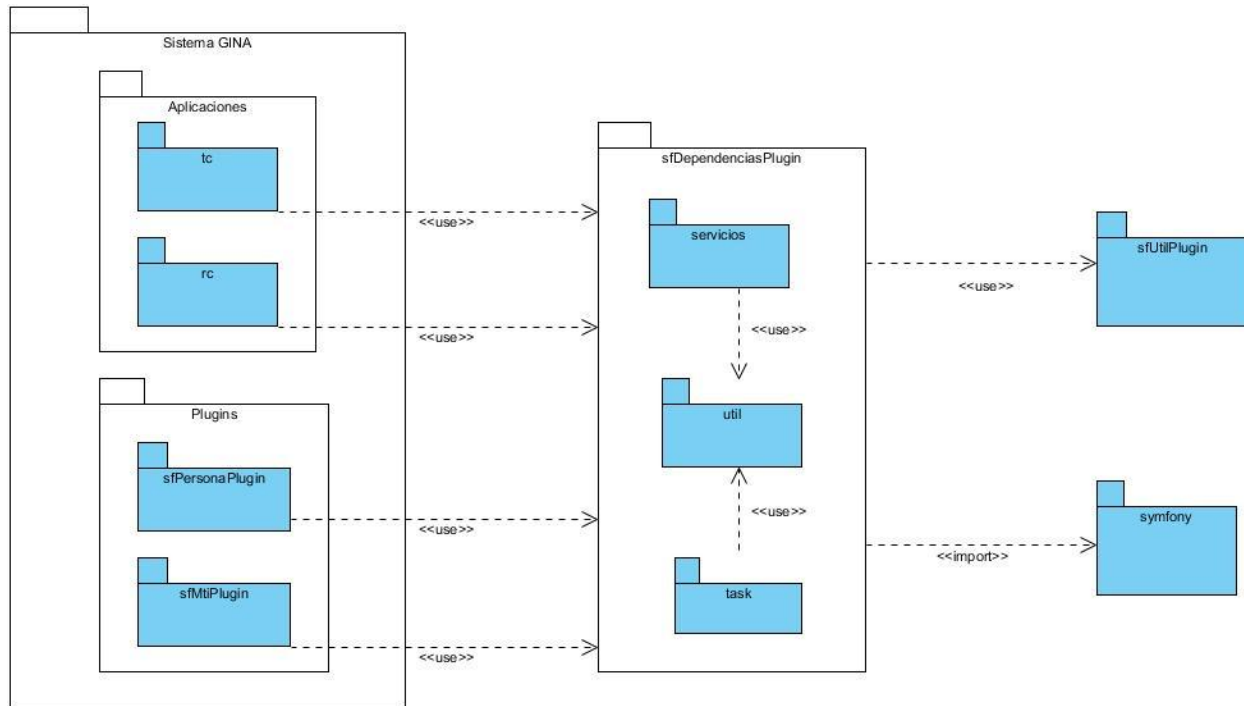 Sistema GINA
Aplicaciones
tc
<<use>>
rc
<<use>>
Plugins
sfPersonaPlugin
<<use>>
sfMtiPlugin
<<use>>
sfDependenciasPlugin
servicios
<<use>>
util
<<use>>
task
sfUtilPlugin
<<use>>
symfony
<<import>>